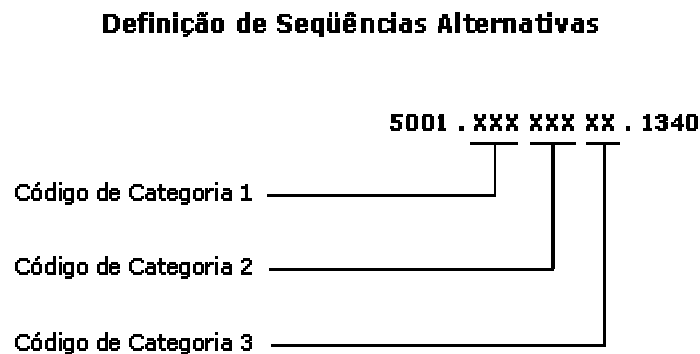 Definição de Seqüências Alternativas
5001 . XXX XXX XX . 1340
Código de Categoria 1
Código de Categoria 2
Código de Categoria 3